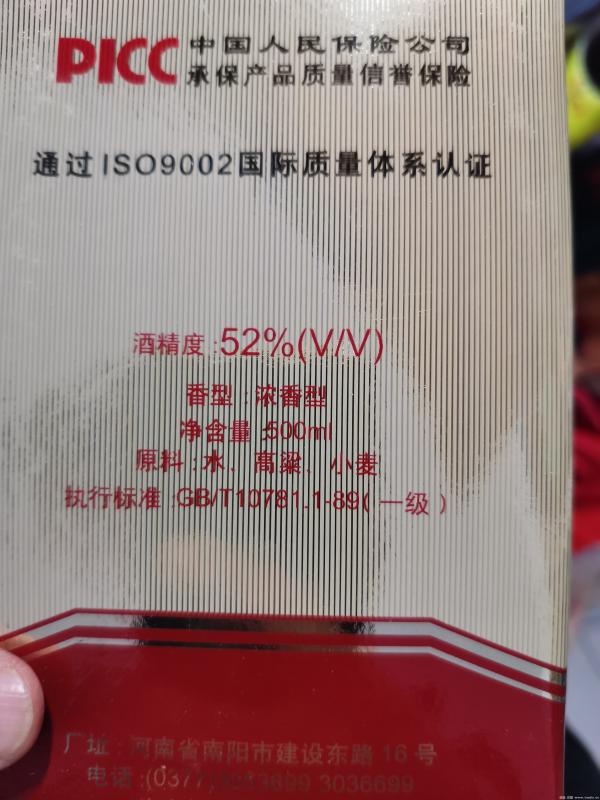 PICC 中国人民保险公司
承保产品质量信誉保险
通过ISO9002国际质量体系认证
酒精度:52%(V/V)
香型:浓香型
净含量:500ml
原料:水、高粱、小麦
执行标准:GB/T10781.1-89(一级)
厂址:河南省南阳市建设东路16号
电话:(0377) 3036699